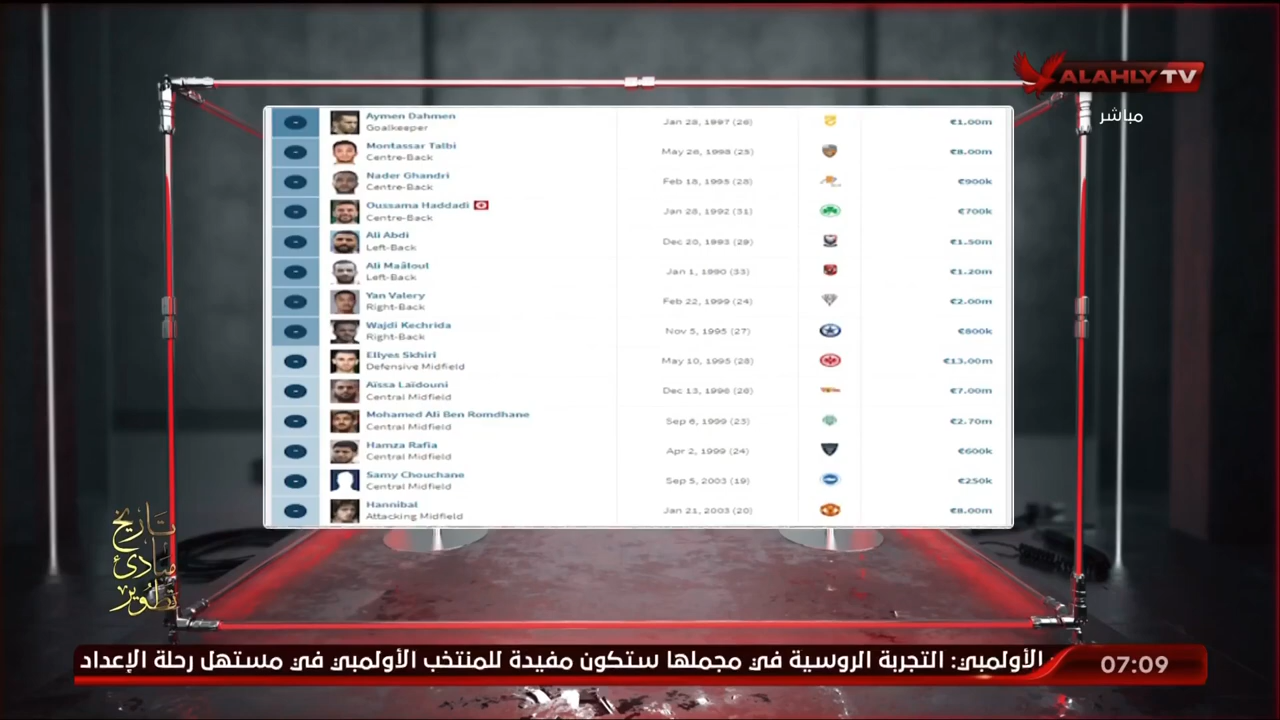 ALAHLY TV
مباشر
Aymen Dahmen
Goalkeeper
Jan 28, 1997 (26)
€1.00m
Montassar Talbi
Centre-Back
May 26, 1998 (25)
€8.00m
Nader Ghandri
Centre-Back
Feb 18, 1995 (28)
€900k
Oussama Haddadi
Centre-Back
Jan 28, 1992 (31)
€700k
Ali Abdi
Left-Back
Dec 20, 1993 (29)
€1.50m
Ali Maâloul
Left-Back
Jan 1, 1990 (33)
€1.20m
Yan Valery
Right-Back
Feb 22, 1999 (24)
€2.00m
Wajdi Kechrida
Right-Back
Nov 5, 1995 (27)
€800k
Ellyes Skhiri
Defensive Midfield
May 10, 1995 (28)
€13.00m
Aïssa Laïdouni
Central Midfield
Dec 13, 1996 (26)
€7.00m
Mohamed Ali Ben Romdhane
Central Midfield
Sep 6, 1999 (23)
€2.70m
Hamza Rafia
Central Midfield
Apr 2, 1999 (24)
€600k
Samy Chouchane
Central Midfield
Sep 5, 2003 (19)
€250k
Hannibal
Attacking Midfield
Jan 21, 2003 (20)
€8.00m
تاريخ
مبادئ
تطوير
الأولمبي: التجربة الروسية في مجملها ستكون مفيدة للمنتخب الأولمبي في مستهل رحلة الإعداد
07:09